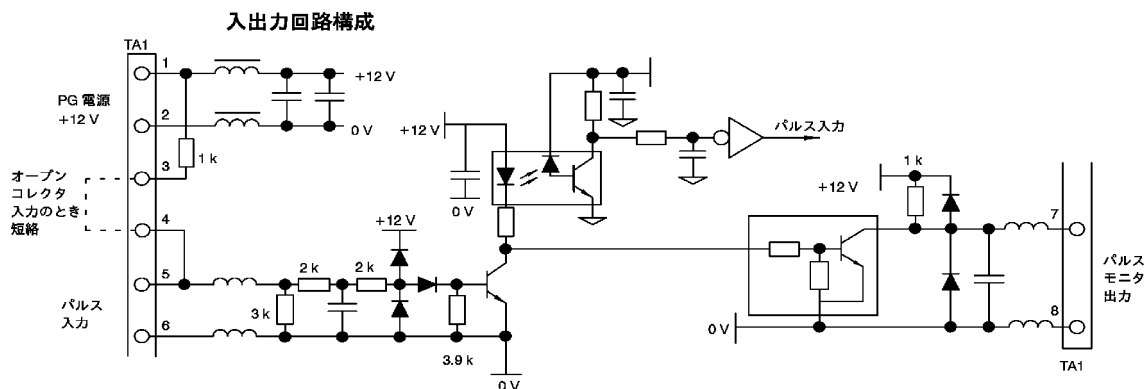 入出力回路構成
TA1
1
+12 V
PG 電源
+12 V
2
0 V
1 k
3
オープン
コレクタ
入力のとき
短絡
4
5
2 k
2 k
+12 V
3 k
パルス
入力
6
3.9 k
0 V
+12 V
0 V
パルス入力
+12 V
1 k
7
パルス
モニタ
出力
0 V
8
TA1